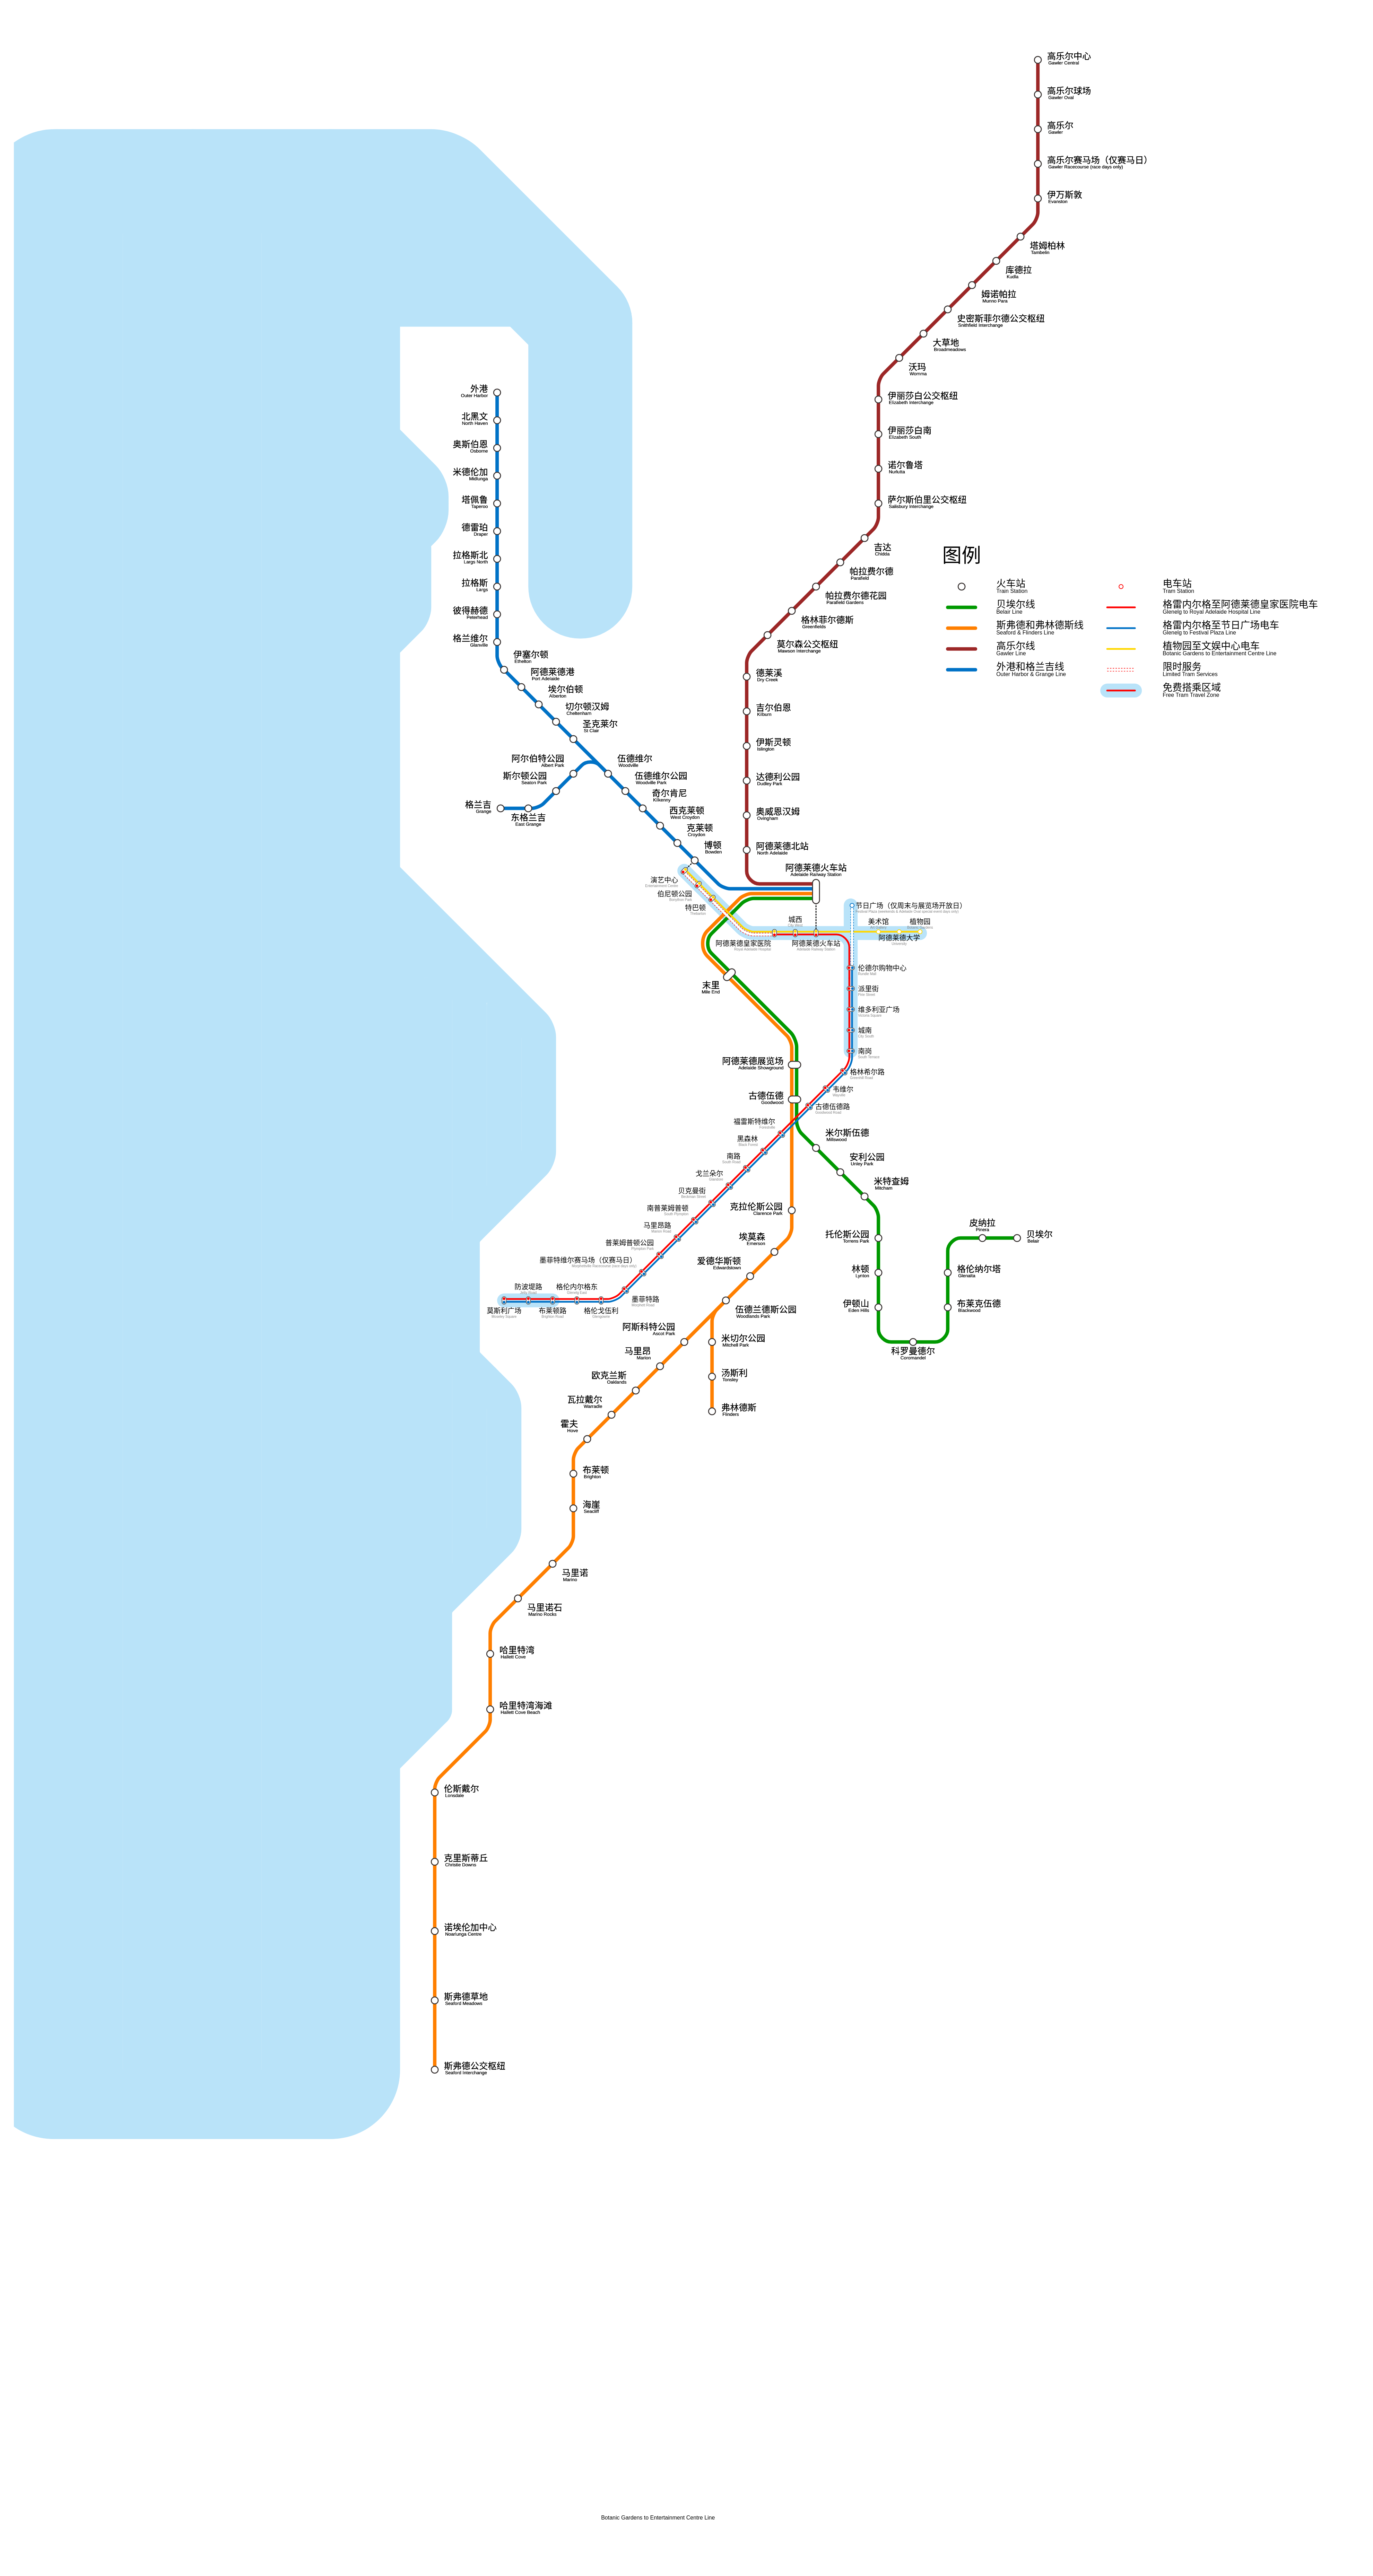 高乐尔中心
Gawler Central
高乐尔球场
Gawler Oval
高乐尔
Gawler
高乐尔赛马场（仅赛马日）
Gawler Racecourse (race days only)
伊万斯敦
Evanston
塔姆柏林
Tambelin
库德拉
Kudla
姆诺帕拉
Munno Para
史密斯菲尔德公交枢纽
Smithfield Interchange
大草地
Broadmeadows
沃玛
Womma
伊丽莎白公交枢纽
Elizabeth Interchange
伊丽莎白南
Elizabeth South
诺尔鲁塔
Nurlutta
萨尔斯伯里公交枢纽
Salisbury Interchange
吉达
Chidda
帕拉费尔德
Parafield
帕拉费尔德花园
Parafield Gardens
格林菲尔德斯
Greenfields
莫尔森公交枢纽
Mawson Interchange
德莱溪
Dry Creek
吉尔伯恩
Kilburn
伊斯灵顿
Islington
达德利公园
Dudley Park
奥威恩汉姆
Ovingham
阿德莱德北站
North Adelaide
阿德莱德火车站
Adelaide Railway Station
外港
Outer Harbor
北黑文
North Haven
奥斯伯恩
Osborne
米德伦加
Midlunga
塔佩鲁
Taperoo
德雷珀
Draper
拉格斯北
Largs North
拉格斯
Largs
彼得赫德
Peterhead
格兰维尔
Glanville
伊塞尔顿
Ethelton
阿德莱德港
Port Adelaide
埃尔伯顿
Alberton
切尔顿汉姆
Cheltenham
圣克莱尔
St Clair
阿尔伯特公园
Albert Park
斯尔顿公园
Seaton Park
格兰吉
Grange
东格兰吉
East Grange
伍德维尔
Woodville
伍德维尔公园
Woodville Park
奇尔肯尼
Kilkenny
西克莱顿
West Croydon
克莱顿
Croydon
博顿
Bowden
图例
火车站
Train Station
贝埃尔线
Belair Line
斯弗德和弗林德斯线
Seaford & Flinders Line
高乐尔线
Gawler Line
外港和格兰吉线
Outer Harbor & Grange Line
电车站
Tram Station
格雷内尔格至阿德莱德皇家医院电车
Glenelg to Royal Adelaide Hospital Line
格雷内尔格至节日广场电车
Glenelg to Festival Plaza Line
植物园至文娱中心电车
Botanic Gardens to Entertainment Centre Line
限时服务
Limited Tram Services
免费搭乘区域
Free Tram Travel Zone
演艺中心
Entertainment Centre
伯尼顿公园
Bonython Park
特巴顿
Thebarton
阿德莱德皇家医院
Royal Adelaide Hospital
城西
City West
阿德莱德火车站
Adelaide Railway Station
节日广场（仅周末与展览场开放日）
美术馆
Art Gallery
植物园
Botanic Gardens
阿德莱德大学
University
伦德尔购物中心
Rundle Mall
派里街
Pirie Street
维多利亚广场
Victoria Square
城南
City South
南岗
South Terrace
格林希尔路
Greenhill Road
韦维尔
Wayville
古德伍德路
Goodwood Road
福雷斯特维尔
Forestville
黑森林
Black Forest
南路
South Road
戈兰朵尔
Glandore
贝克曼街
Beckman Street
南普莱姆普顿
South Plympton
马里昂路
Marion Road
普莱姆普顿公园
Plympton Park
墨菲特维尔赛马场（仅赛马日）
Morphettville Racecourse (race days only)
墨菲特路
Morphett Road
格伦戈伍利
Glengowrie
格伦内尔格东
Glenelg East
布莱顿路
Brighton Road
防波堤路
Jetty Road
莫斯利广场
Moseley Square
末里
Mile End
阿德莱德展览场
Adelaide Showground
古德伍德
Goodwood
米尔斯伍德
Millswood
安利公园
Unley Park
米特查姆
Mitcham
托伦斯公园
Torrens Park
林顿
Lynton
伊顿山
Eden Hills
科罗曼德尔
Coromandel
布莱克伍德
Blackwood
格伦纳尔塔
Glenalta
皮纳拉
Pinera
贝埃尔
Belair
克拉伦斯公园
Clarence Park
埃莫森
Emerson
爱德华斯顿
Edwardstown
伍德兰德斯公园
Woodlands Park
米切尔公园
Mitchell Park
汤斯利
Tonsley
弗林德斯
Flinders
阿斯科特公园
Ascot Park
马里昂
Marion
欧克兰斯
Oaklands
瓦拉戴尔
Warradle
霍夫
Hove
布莱顿
Brighton
海崖
Seacliff
马里诺
Marino
马里诺石
Marino Rocks
哈里特湾
Hallett Cove
哈里特湾海滩
Hallett Cove Beach
伦斯戴尔
Lonsdale
克里斯蒂丘
Christie Downs
诺埃伦加中心
Noarlunga Centre
斯弗德草地
Seaford Meadows
斯弗德公交枢纽
Seaford Interchange
Botanic Gardens to Entertainment Centre Line